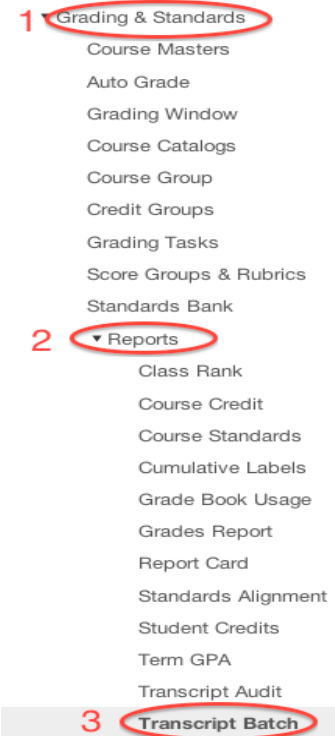 1 ▼ Grading & Standards
Course Masters
Auto Grade
Grading Window
Course Catalogs
Course Group
Credit Groups
Grading Tasks
Score Groups & Rubrics
Standards Bank
2 ▼ Reports
Class Rank
Course Credit
Course Standards
Cumulative Labels
Grade Book Usage
Grades Report
Report Card
Standards Alignment
Student Credits
Term GPA
Transcript Audit
3 Transcript Batch